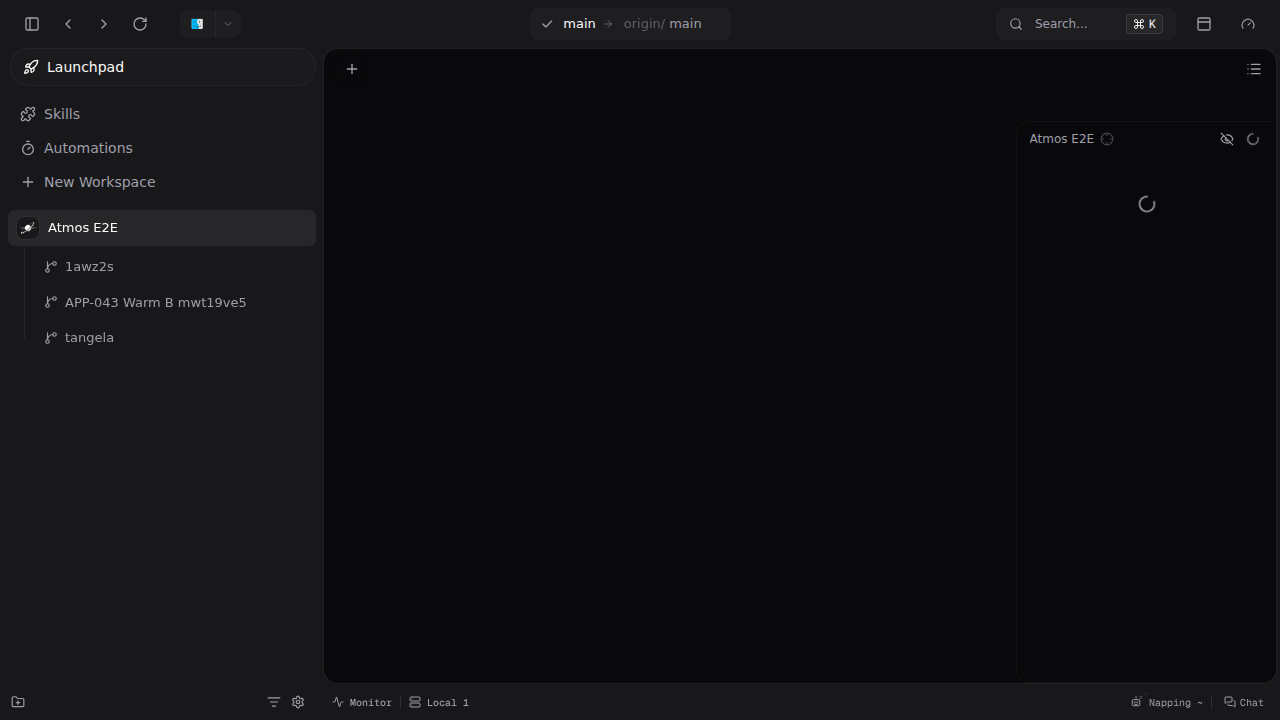 main → origin/ main
Search... ⌘ K
Launchpad
Skills
Automations
New Workspace
Atmos E2E
1awz2s
APP-043 Warm B mwt19ve5
tangela
Atmos E2E
Monitor
Local 1
Napping ~
Chat